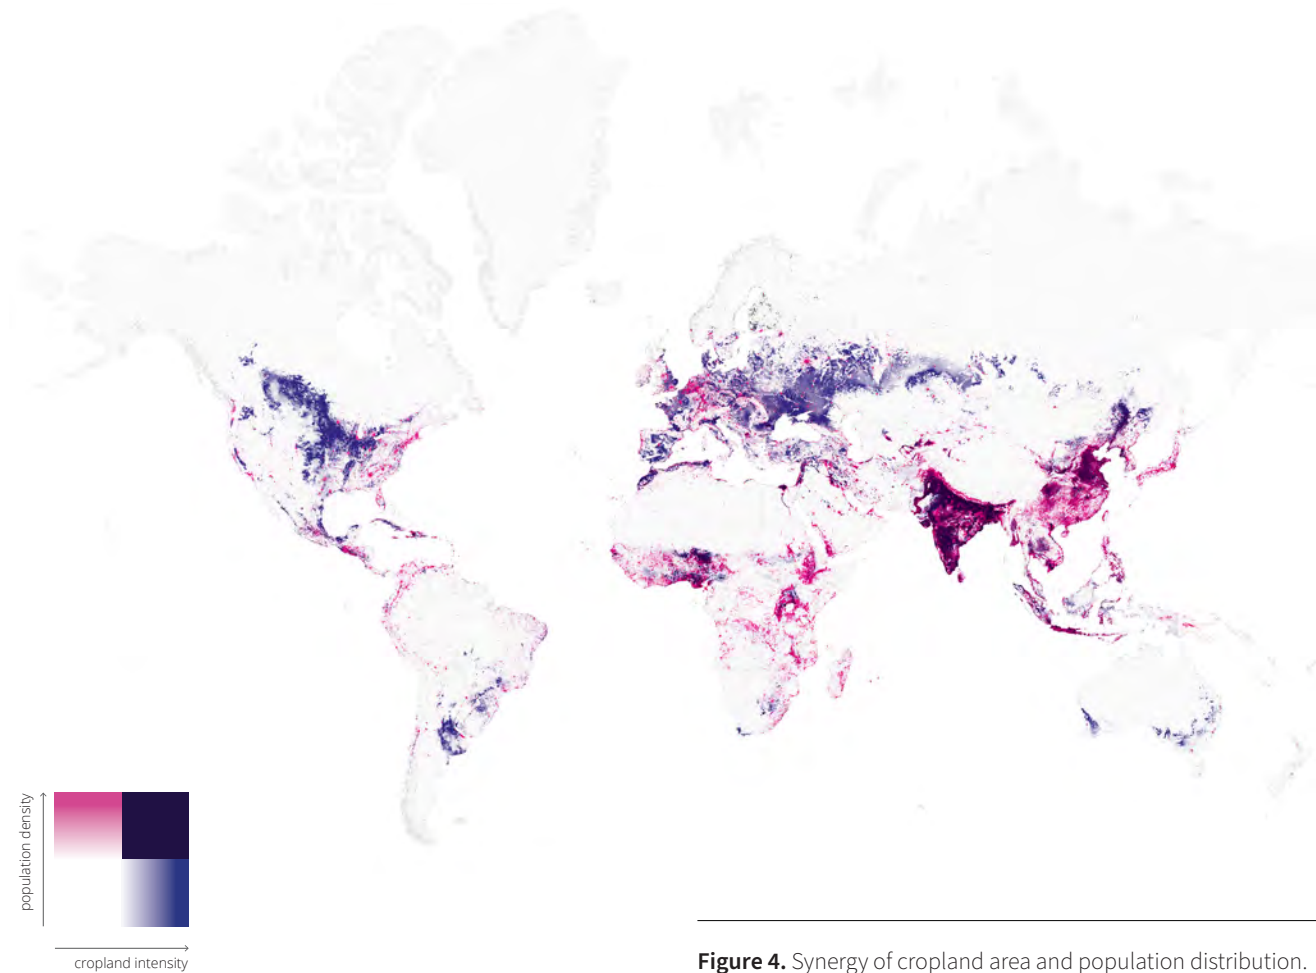 population density
cropland intensity
Figure 4. Synergy of cropland area and population distribution.